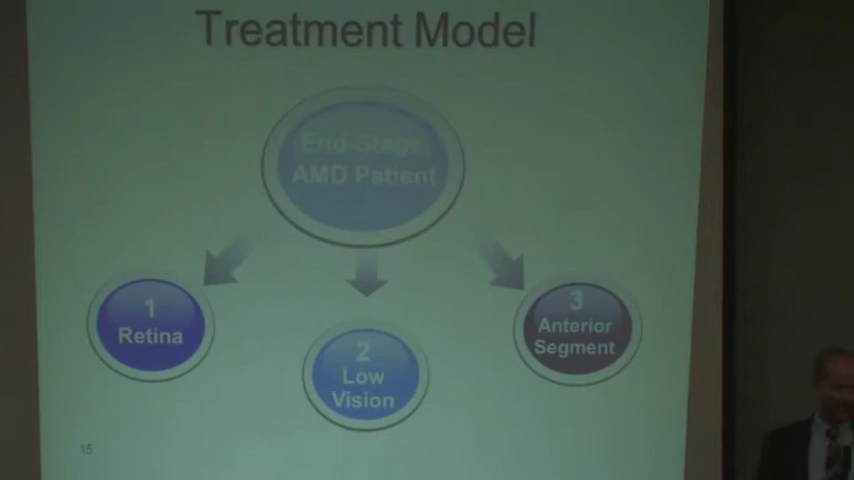 Treatment Model
End-Stage
AMD Patient
1
Retina
2
Low
Vision
3
Anterior
Segment
15